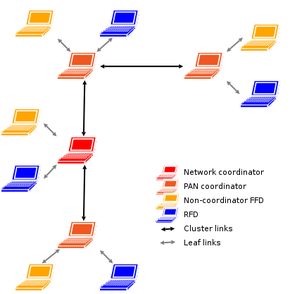 Network coordinator
PAN coordinator
Non-coordinator FFD
RFD
Cluster links
Leaf links